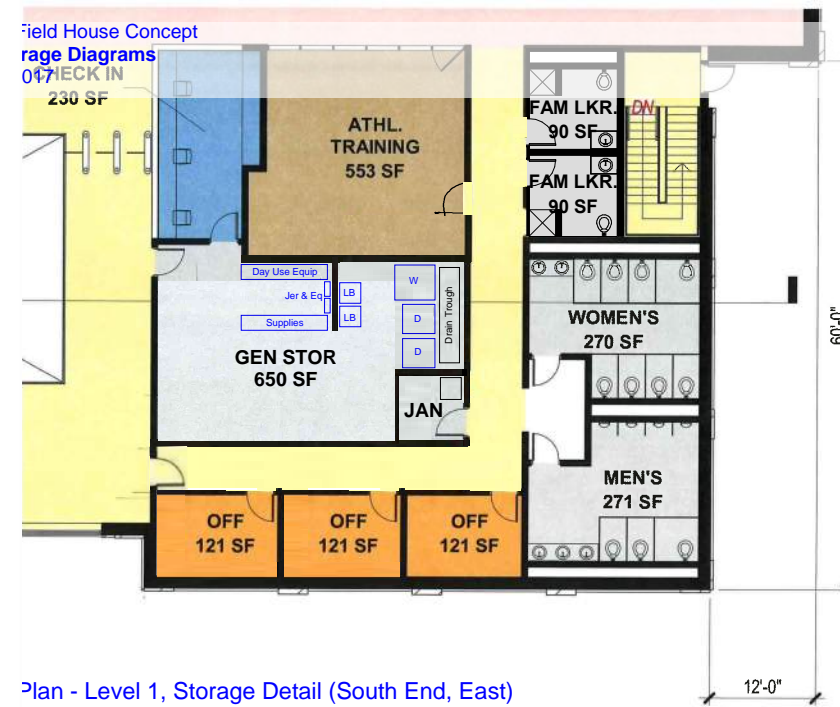 Field House Concept
rage Diagrams
2017
CHECK IN
230 SF
ATHL.
TRAINING
553 SF
FAM LKR.
90 SF
FAM LKR.
90 SF
DN
Day Use Equip
Jer & Eq
Supplies
LB
LB
W
D
D
Drain Trough
GEN STOR
650 SF
JAN
WOMEN'S
270 SF
MEN'S
271 SF
OFF
121 SF
OFF
121 SF
OFF
121 SF
60'-0"
12'-0"
Plan - Level 1, Storage Detail (South End, East)